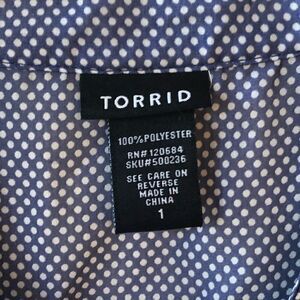 TORRID
100% POLYESTER
RN# 120684
SKU# 500236
SEE CARE ON
REVERSE
MADE IN
CHINA
1